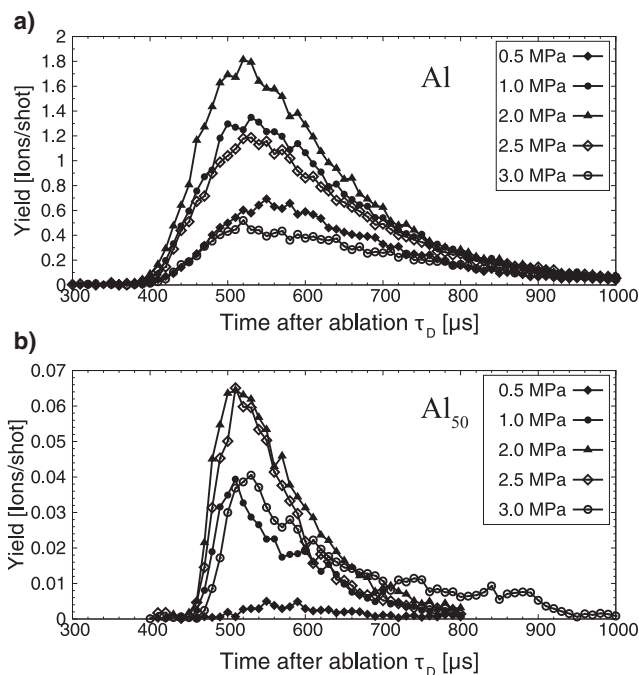 a)
2
1.8
1.6
1.4
1.2
1
0.8
0.6
0.4
0.2
0
Yield [Ions/shot]
Al
0.5 MPa
1.0 MPa
2.0 MPa
2.5 MPa
3.0 MPa
300 400 500 600 700 800 900 1000
Time after ablation τD [µs]
b)
0.07
0.06
0.05
0.04
0.03
0.02
0.01
0
Yield [Ions/shot]
Al50
0.5 MPa
1.0 MPa
2.0 MPa
2.5 MPa
3.0 MPa
300 400 500 600 700 800 900 1000
Time after ablation τD [µs]